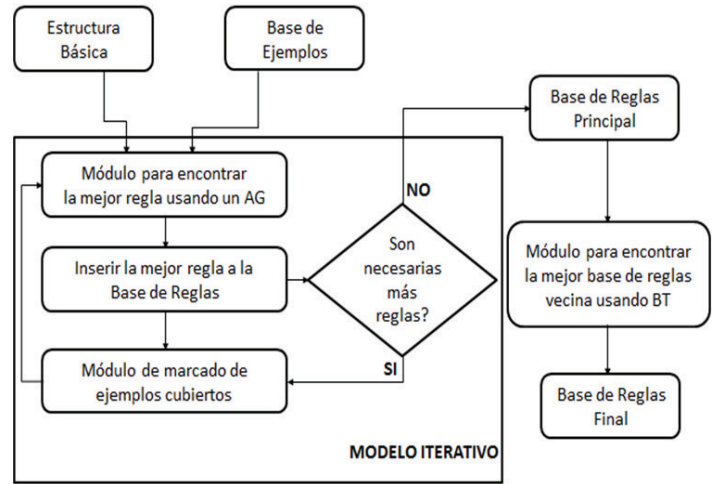 Estructura
Básica
Base de
Ejemplos
Base de Reglas
Principal
Módulo para encontrar
la mejor regla usando un AG
NO
Son
necesarias
más
reglas?
Inserir la mejor regla a la
Base de Reglas
Módulo para encontrar
la mejor base de reglas
vecina usando BT
SI
Módulo de marcado de
ejemplos cubiertos
Base de Reglas
Final
MODELO ITERATIVO